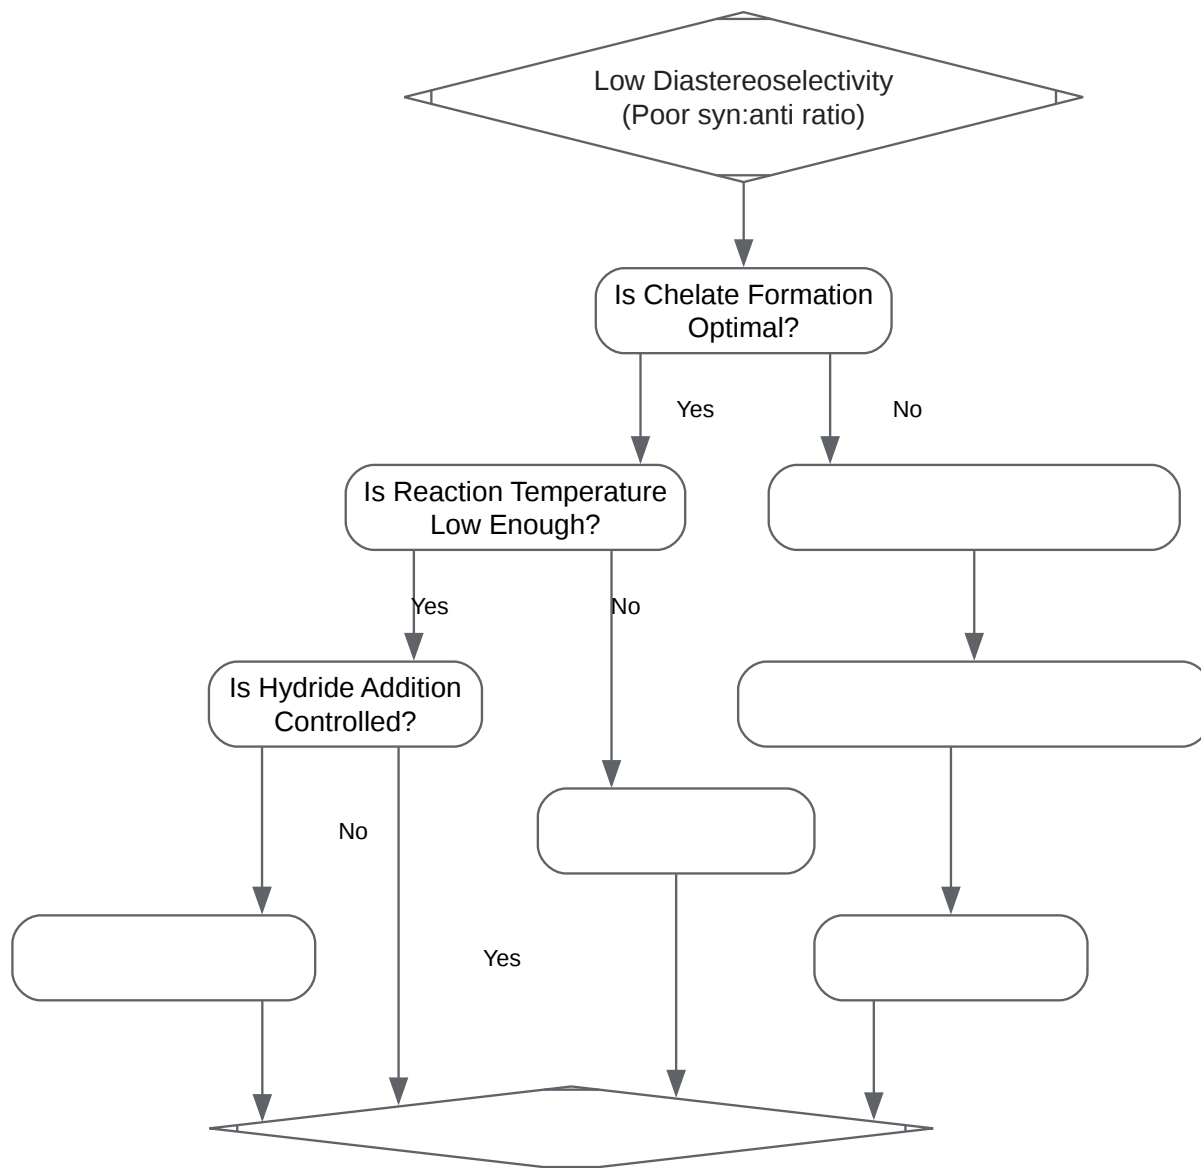 Low Diastereoselectivity
(Poor syn:anti ratio)
Is Chelate Formation
Optimal?
Yes
No
Is Reaction Temperature
Low Enough?
Yes
No
Is Hydride Addition
Controlled?
No
Yes